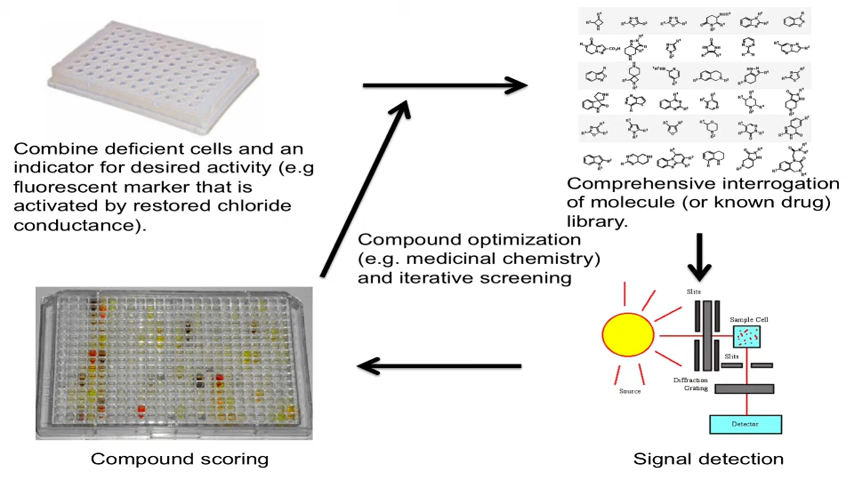 Combine deficient cells and an
indicator for desired activity (e.g
fluorescent marker that is
activated by restored chloride
conductance).
Comprehensive interrogation
of molecule (or known drug)
library.
Compound optimization
(e.g. medicinal chemistry)
and iterative screening
Slits
Sample Cell
Slits
Source
Diffraction
Grating
Detector
Compound scoring
Signal detection